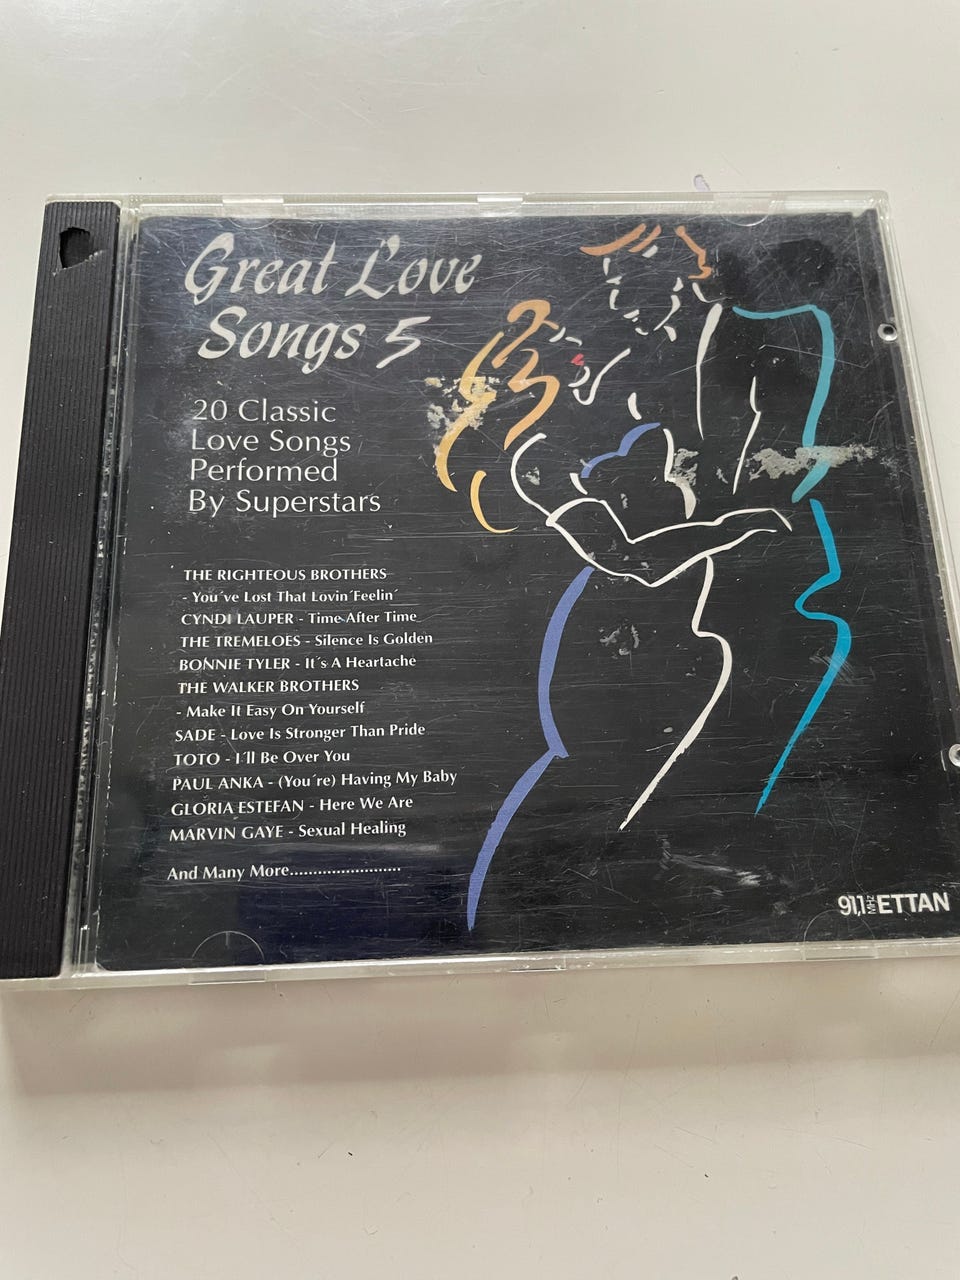 Great Love
Songs 5
20 Classic
Love Songs
Performed
By Superstars
THE RIGHTEOUS BROTHERS
- You´ve Lost That Lovin´Feelin´
CYNDI LAUPER - Time After Time
THE TREMELOES - Silence Is Golden
BONNIE TYLER - It´s A Heartache
THE WALKER BROTHERS
- Make It Easy On Yourself
SADE - Love Is Stronger Than Pride
TOTO - I´ll Be Over You
PAUL ANKA - (You´re) Having My Baby
GLORIA ESTEFAN - Here We Are
MARVIN GAYE - Sexual Healing
And Many More........................
91,1 MHz ETTAN